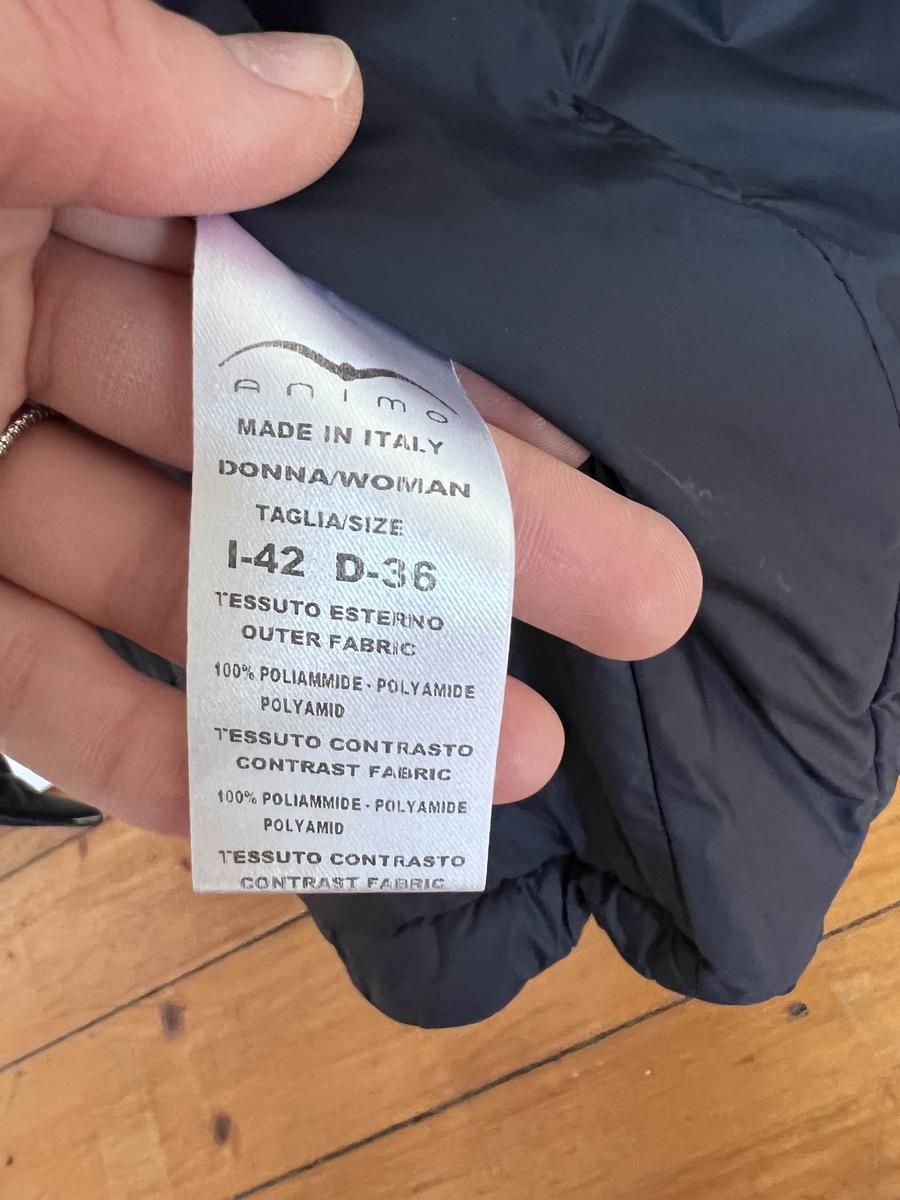 animo
MADE IN ITALY
DONNA/WOMAN
TAGLIA/SIZE
I-42 D-36
TESSUTO ESTERNO
OUTER FABRIC
100% POLIAMMIDE - POLYAMIDE
POLYAMID
TESSUTO CONTRASTO
CONTRAST FABRIC
100% POLIAMMIDE - POLYAMIDE
POLYAMID
TESSUTO CONTRASTO
CONTRAST FABRIC